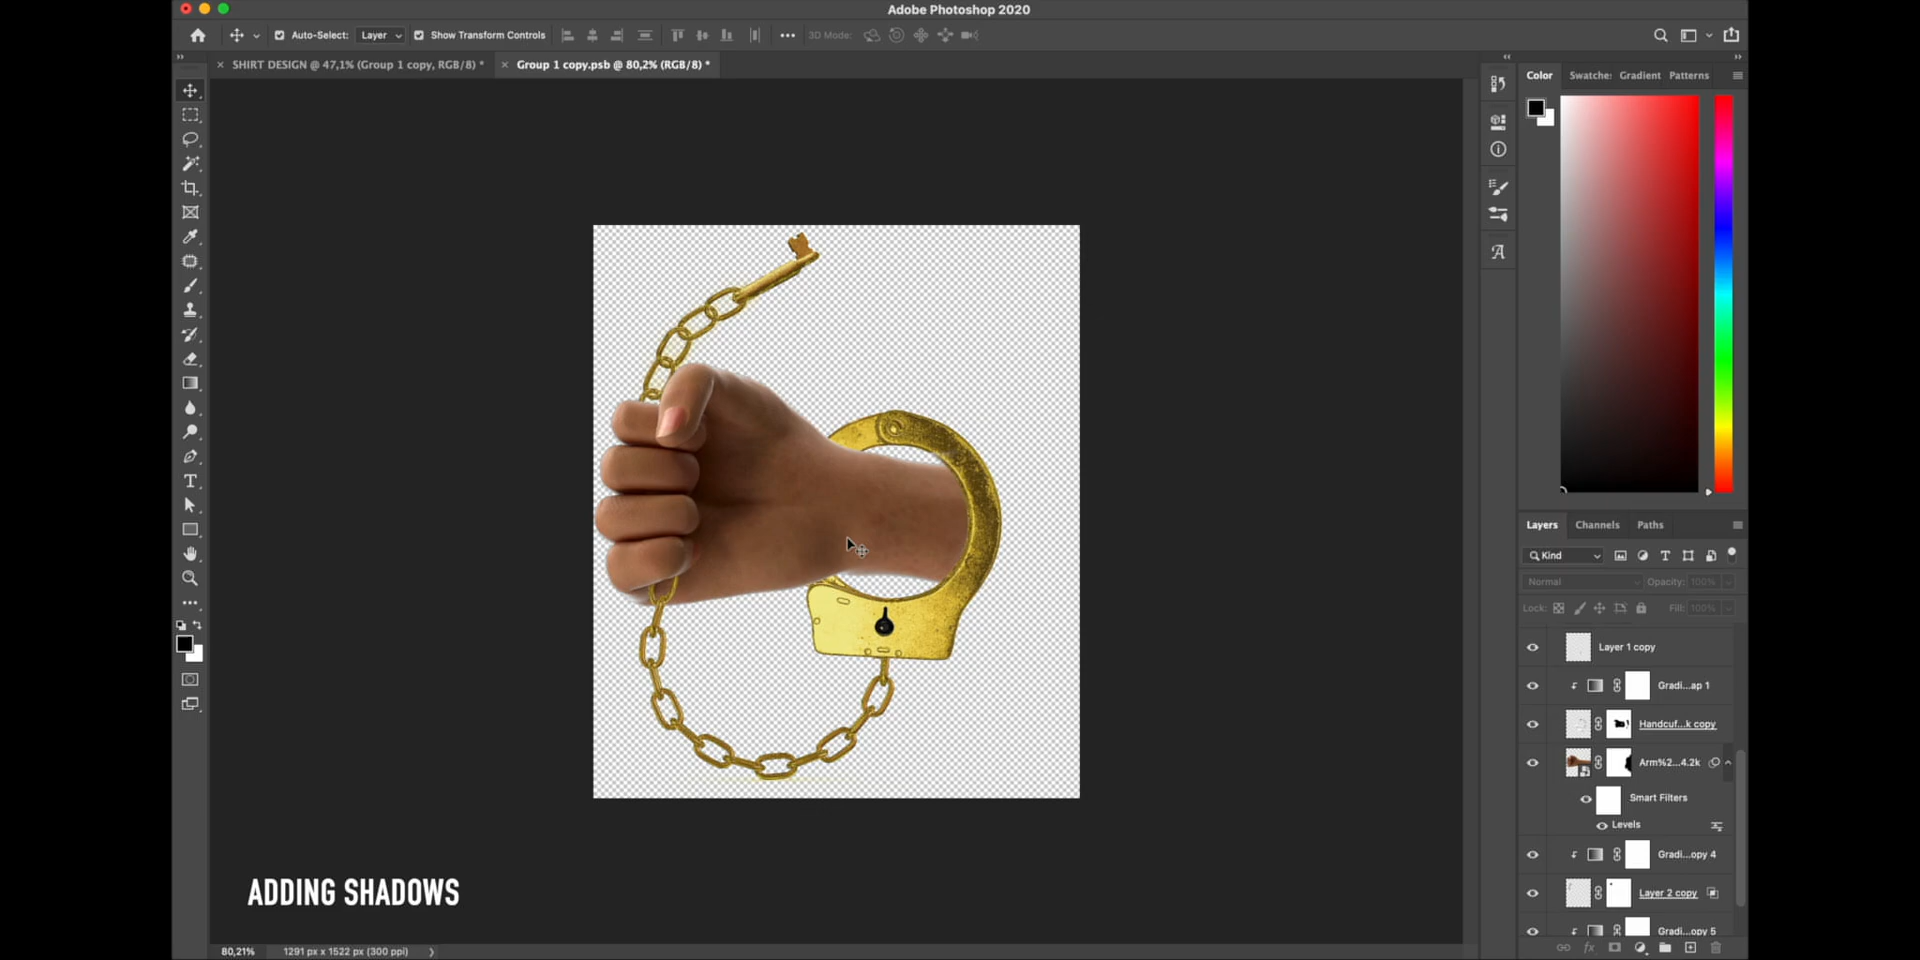 Adobe Photoshop 2020
Auto-Select: Layer Show Transform Controls 3D Mode:
SHIRT DESIGN @ 47,1% (Group 1 copy, RGB/8) *
Group 1 copy.psb @ 80,2% (RGB/8) *
Color Swatche: Gradient Patterns
Layers Channels Paths
Kind
Normal Opacity: 100%
Lock: Fill: 100%
Layer 1 copy
Gradi...ap 1
Handcuf...k copy
Arm%2...4.2k
Smart Filters
Levels
Gradi...opy 4
Layer 2 copy
Gradi...opy 5
ADDING SHADOWS
80,21% 1291 px x 1522 px (300 ppi)